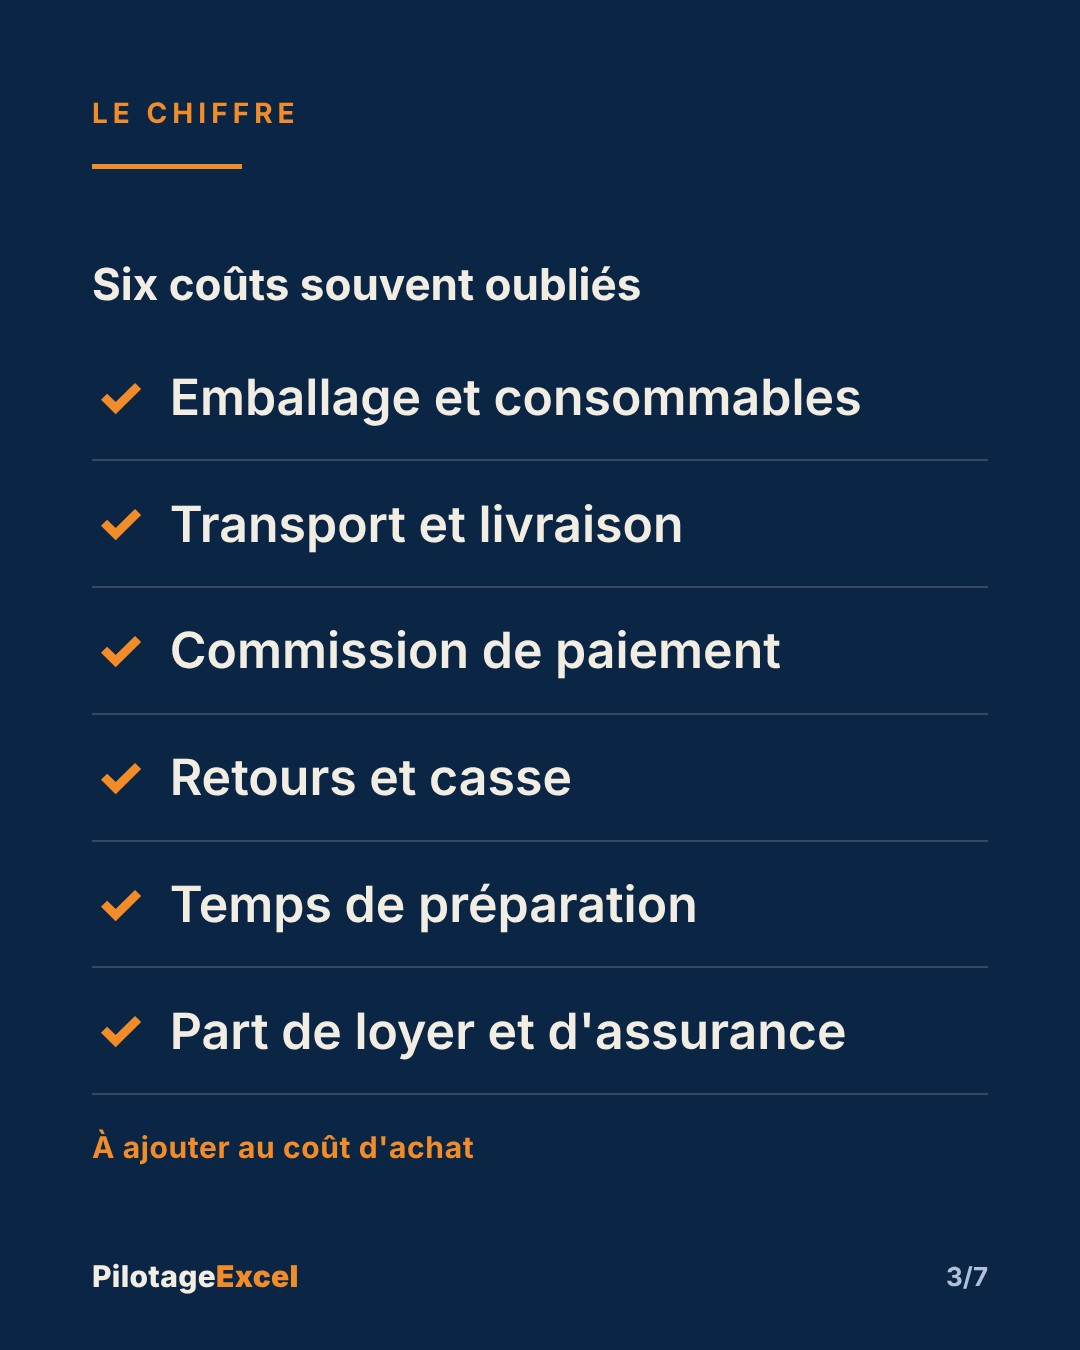 LE CHIFFRE
Six coûts souvent oubliés
Emballage et consommables
Transport et livraison
Commission de paiement
Retours et casse
Temps de préparation
Part de loyer et d'assurance
À ajouter au coût d'achat
PilotageExcel
3/7